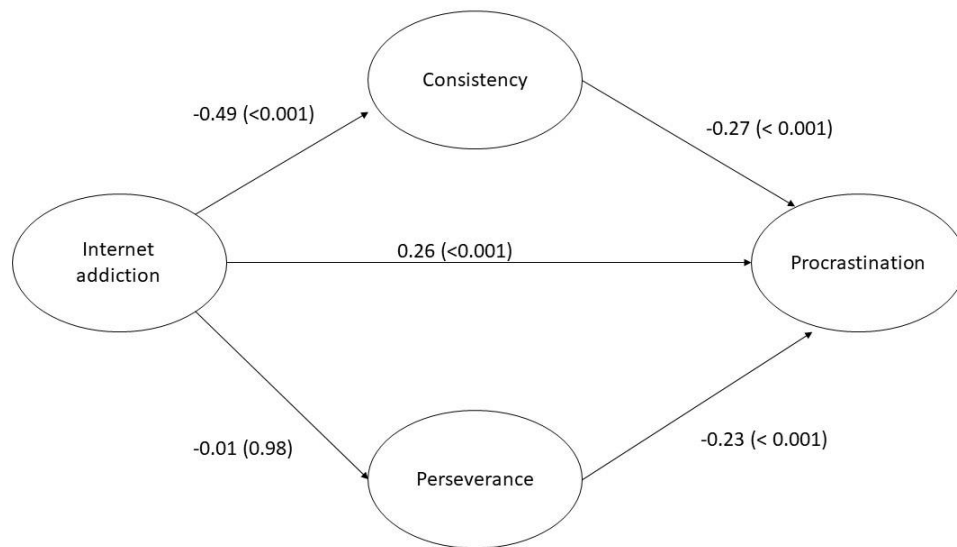 Consistency
-0.49 (<0.001)
-0.27 (< 0.001)
Internet
addiction
0.26 (<0.001)
Procrastination
-0.01 (0.98)
-0.23 (< 0.001)
Perseverance